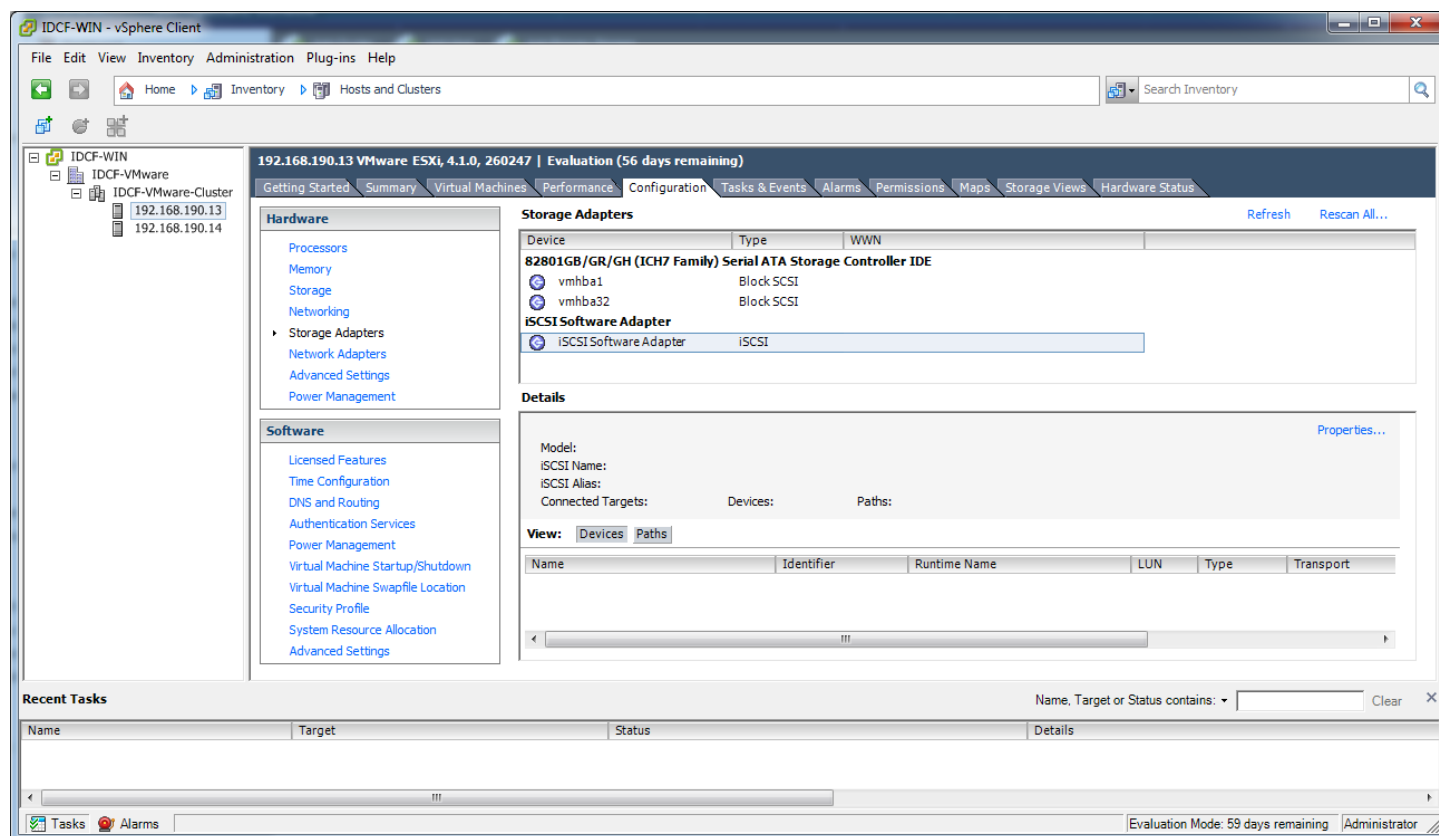 IDCF-WIN - vSphere Client
File Edit View Inventory Administration Plug-ins Help
Home Inventory Hosts and Clusters
Search Inventory
IDCF-WIN
IDCF-VMware
IDCF-VMware-Cluster
192.168.190.13
192.168.190.14
192.168.190.13 VMware ESXi, 4.1.0, 260247 | Evaluation (56 days remaining)
Getting Started Summary Virtual Machines Performance Configuration Tasks & Events Alarms Permissions Maps Storage Views Hardware Status
Hardware
Processors
Memory
Storage
Networking
Storage Adapters
Network Adapters
Advanced Settings
Power Management
Software
Licensed Features
Time Configuration
DNS and Routing
Authentication Services
Power Management
Virtual Machine Startup/Shutdown
Virtual Machine Swapfile Location
Security Profile
System Resource Allocation
Advanced Settings
Storage Adapters Refresh Rescan All...
Device Type WWN
82801GB/GR/GH (ICH7 Family) Serial ATA Storage Controller IDE
vmhba1 Block SCSI
vmhba32 Block SCSI
iSCSI Software Adapter
iSCSI Software Adapter iSCSI
Details
Properties...
Model:
iSCSI Name:
iSCSI Alias:
Connected Targets: Devices: Paths:
View: Devices Paths
Name Identifier Runtime Name LUN Type Transport
Recent Tasks Name, Target or Status contains: Clear
Name Target Status Details
Tasks Alarms Evaluation Mode: 59 days remaining Administrator